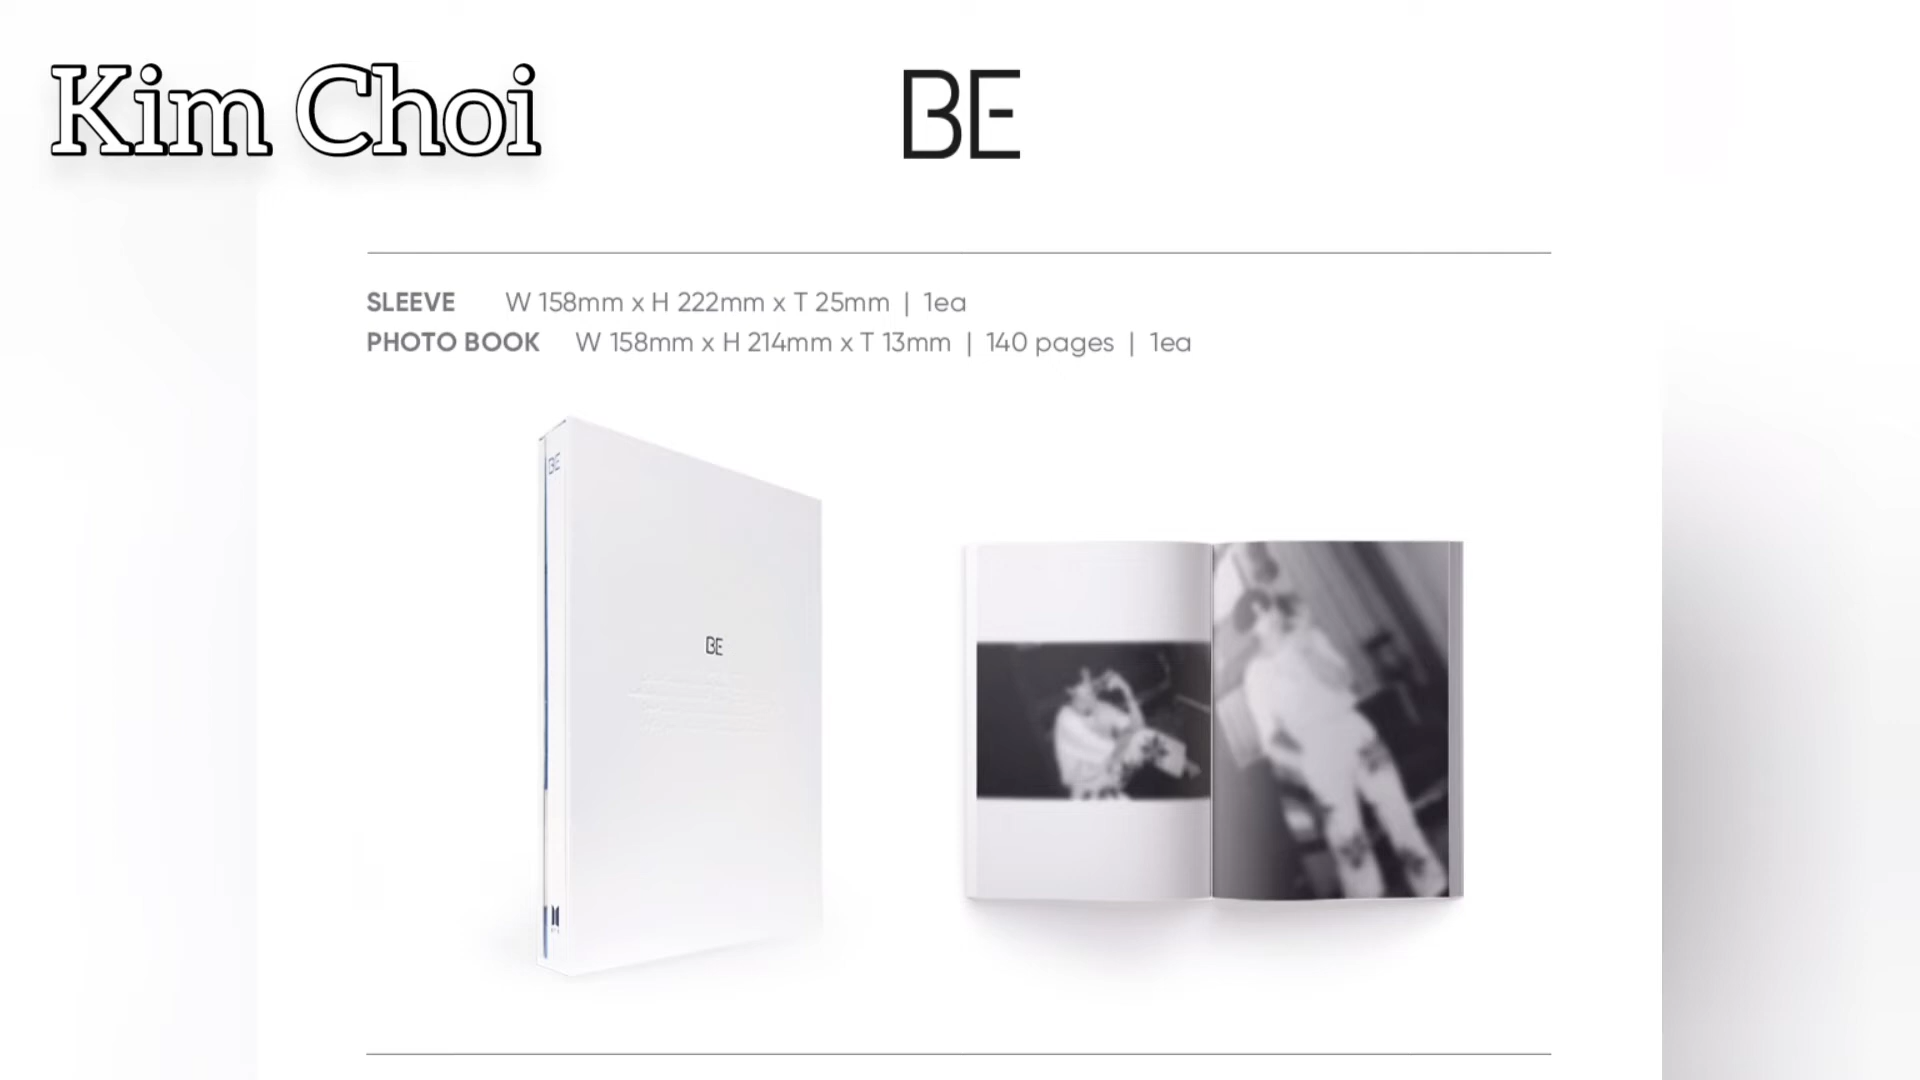 Kim Choi
BE
SLEEVE W 158mm x H 222mm x T 25mm | 1ea
PHOTO BOOK W 158mm x H 214mm x T 13mm | 140 pages | 1ea
BE
BE